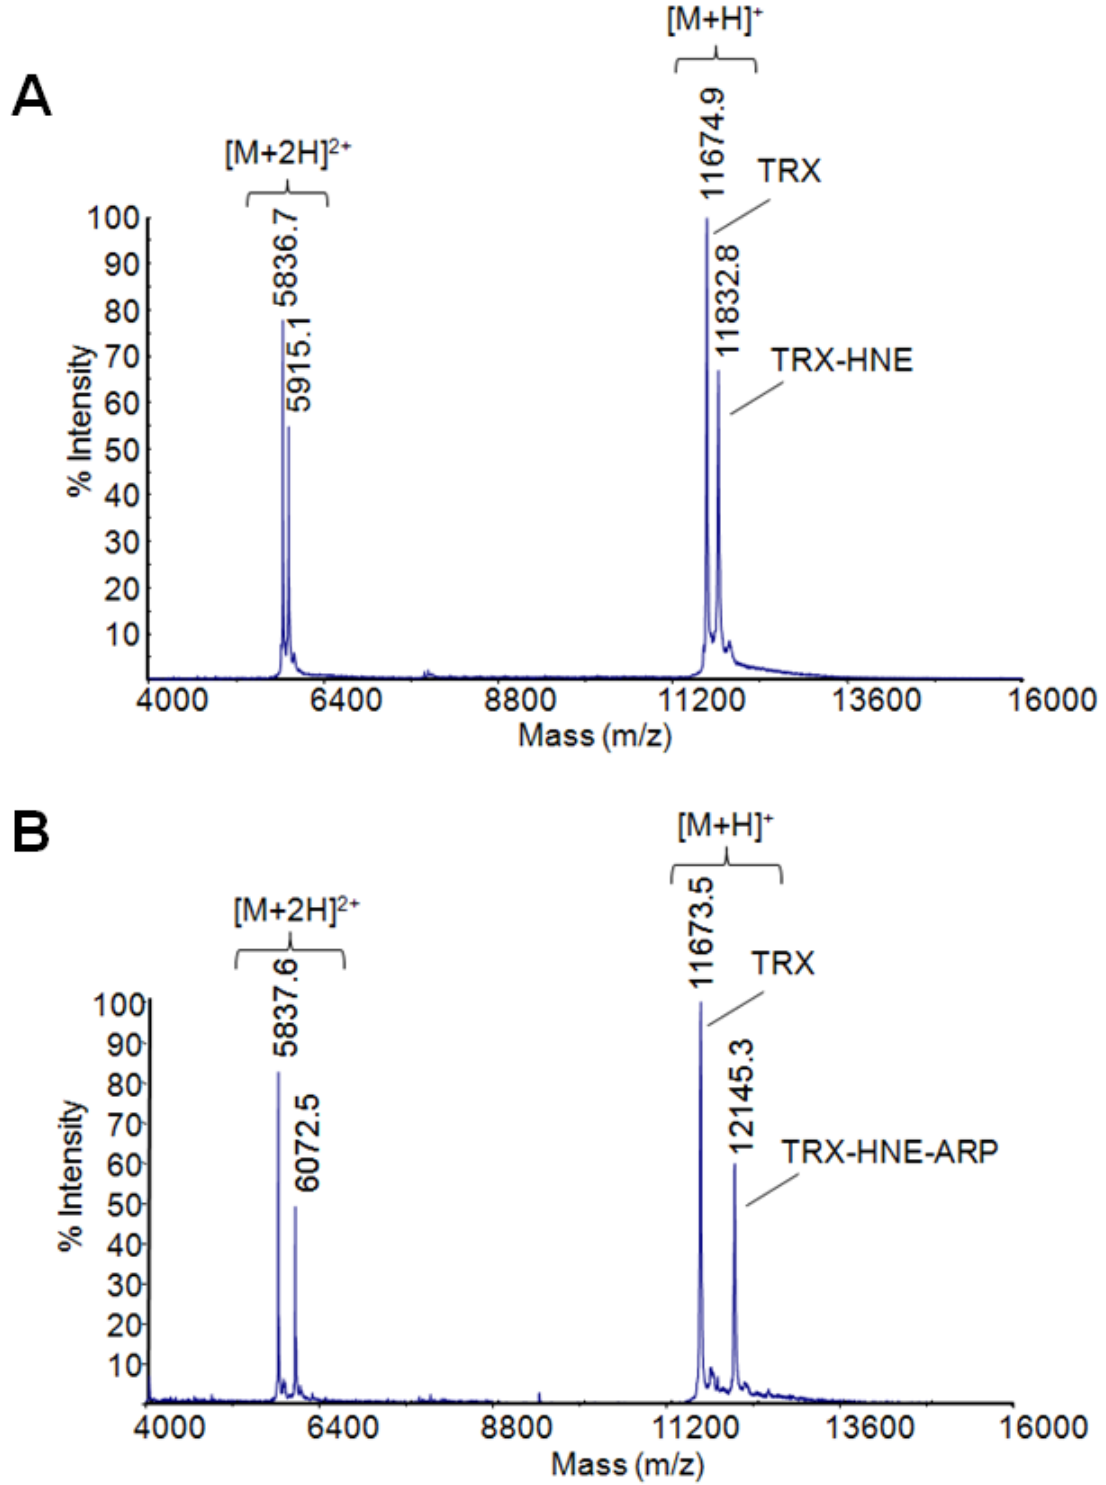 A
[M+H]+
11674.9
TRX
[M+2H]2+
5836.7
5915.1
11832.8
TRX-HNE
% Intensity
100
90
80
70
60
50
40
30
20
10
4000 6400 8800 11200 13600 16000
Mass (m/z)
B
[M+H]+
11673.5
TRX
[M+2H]2+
5837.6
6072.5
12145.3
TRX-HNE-ARP
% Intensity
100
90
80
70
60
50
40
30
20
10
4000 6400 8800 11200 13600 16000
Mass (m/z)